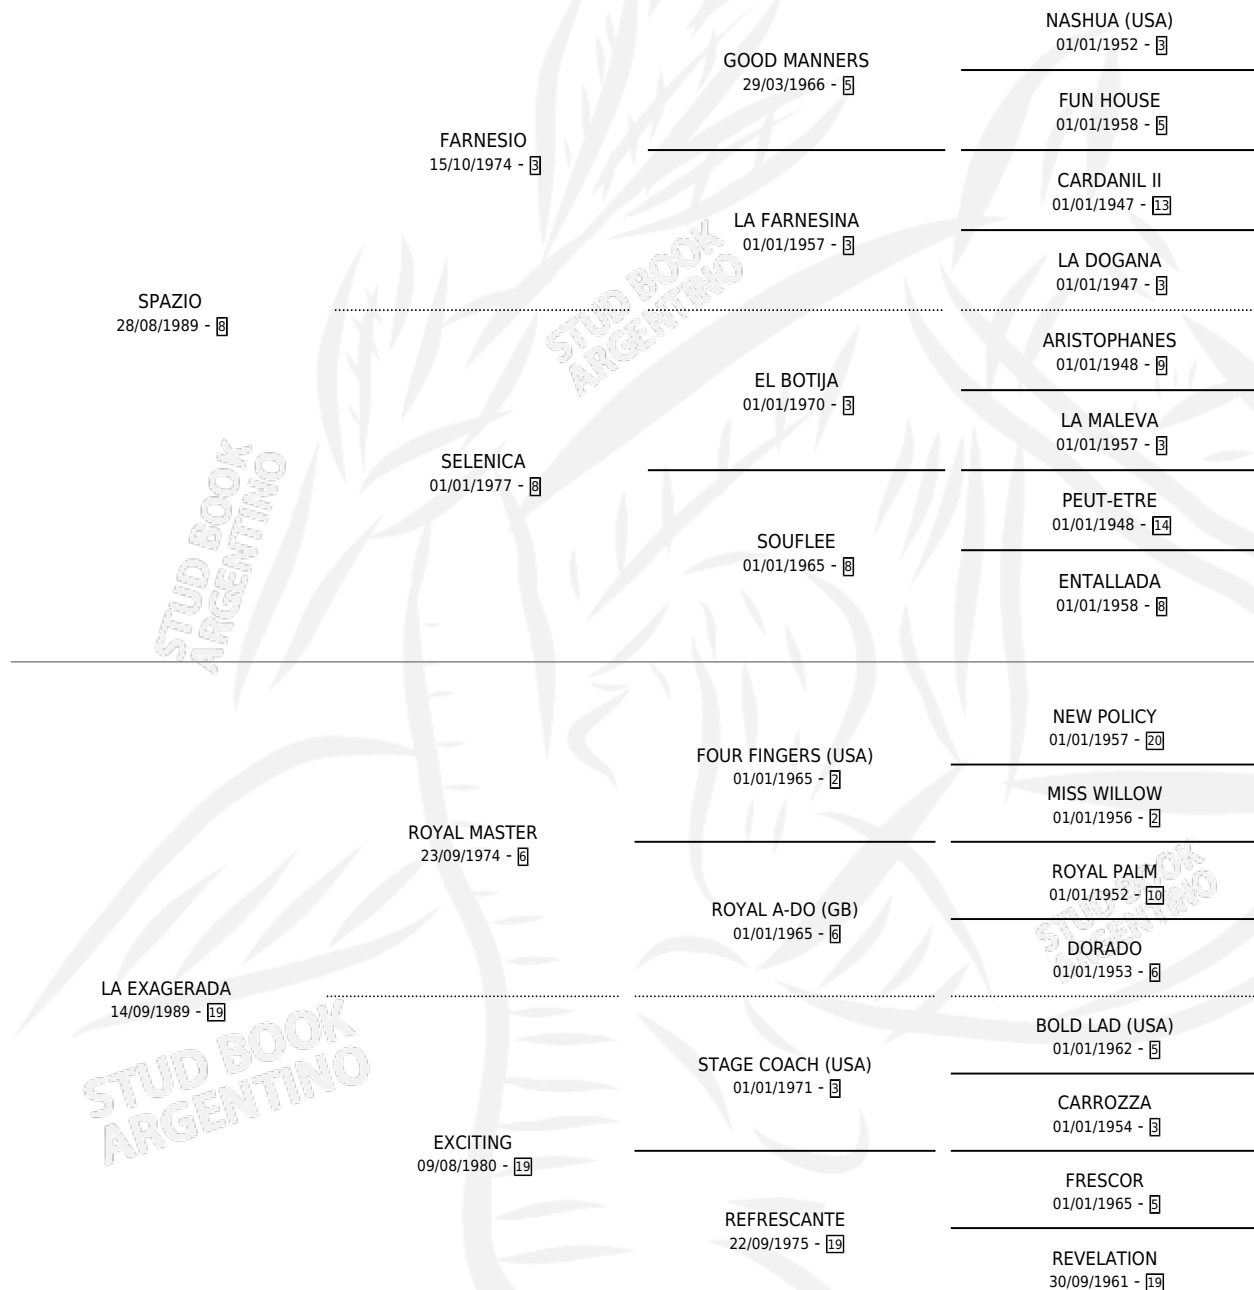 NASHUA (USA)
01/01/1952 - 3
GOOD MANNERS
29/03/1966 - 5
FUN HOUSE
01/01/1958 - 5
FARNESIO
15/10/1974 - 3
CARDANIL II
01/01/1947 - 13
LA FARNESINA
01/01/1957 - 3
LA DOGANA
01/01/1947 - 3
SPAZIO
28/08/1989 - 8
ARISTOPHANES
01/01/1948 - 9
EL BOTIJA
01/01/1970 - 3
LA MALEVA
01/01/1957 - 3
SELENICA
01/01/1977 - 8
PEUT-ETRE
01/01/1948 - 14
SOUFLEE
01/01/1965 - 8
ENTALLADA
01/01/1958 - 8
STUD BOOK
ARGENTINO
STUD BOOK
ARGENTINO
NEW POLICY
01/01/1957 - 20
FOUR FINGERS (USA)
01/01/1965 - 2
MISS WILLOW
01/01/1956 - 2
ROYAL MASTER
23/09/1974 - 6
ROYAL PALM
01/01/1952 - 10
ROYAL A-DO (GB)
01/01/1965 - 6
DORADO
01/01/1953 - 6
LA EXAGERADA
14/09/1989 - 19
BOLD LAD (USA)
01/01/1962 - 5
STAGE COACH (USA)
01/01/1971 - 3
CARROZZA
01/01/1954 - 3
EXCITING
09/08/1980 - 19
FRESCOR
01/01/1965 - 5
REFRESCANTE
22/09/1975 - 19
REVELATION
30/09/1961 - 19
STUD BOOK
ARGENTINO
STUD BOOK
ARGENTINO